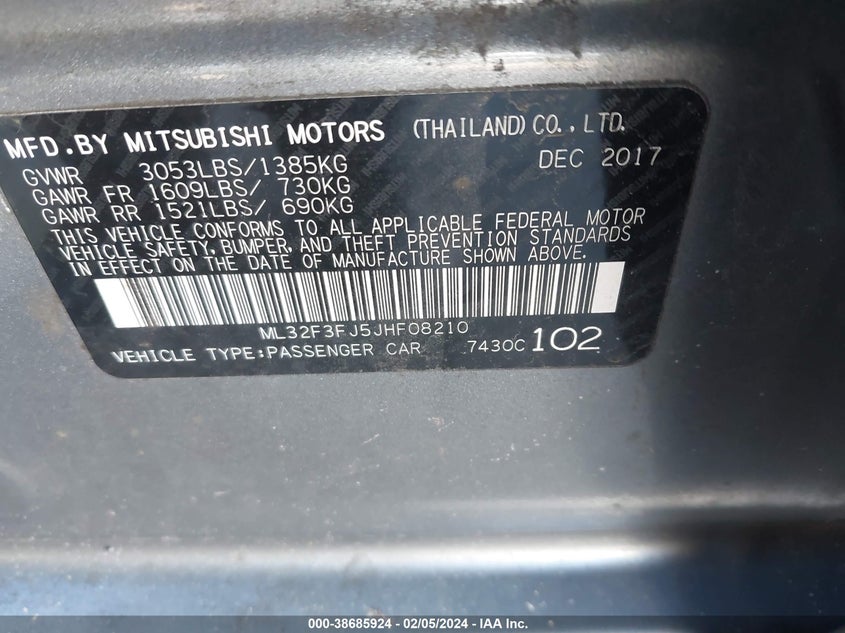 MFD.BY MITSUBISHI MOTORS (THAILAND)CO.,LTD.
GVWR 3053LBS/1385KG DEC 2017
GAWR FR 1609LBS/ 730KG
GAWR RR 1521LBS/ 690KG
THIS VEHICLE CONFORMS TO ALL APPLICABLE FEDERAL MOTOR
VEHICLE SAFETY, BUMPER, AND THEFT PREVENTION STANDARDS
IN EFFECT ON THE DATE OF MANUFACTURE SHOWN ABOVE.
ML32F3FJ5JHF08210
VEHICLE TYPE:PASSENGER CAR 7430C 102
000-38685924 - 02/05/2024 - IAA Inc.